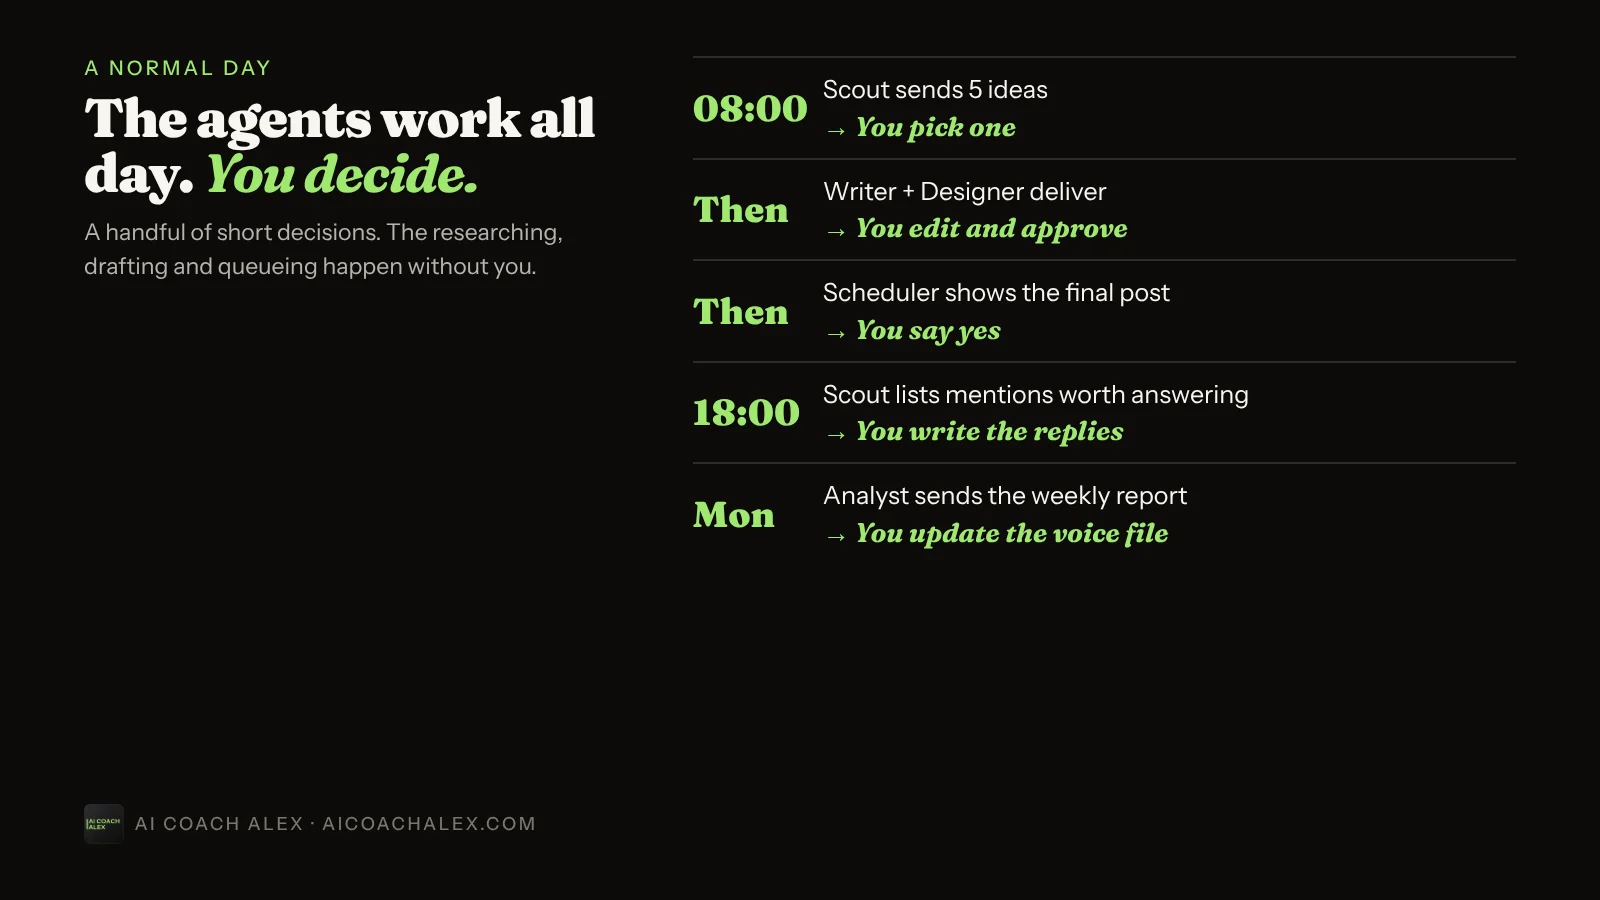 A NORMAL DAY
The agents work all
day. You decide.
A handful of short decisions. The researching,
drafting and queueing happen without you.
08:00
Scout sends 5 ideas
→ You pick one
Then
Writer + Designer deliver
→ You edit and approve
Then
Scheduler shows the final post
→ You say yes
18:00
Scout lists mentions worth answering
→ You write the replies
Mon
Analyst sends the weekly report
→ You update the voice file
AI COACH
ALEX
AI COACH ALEX · AICOACHALEX.COM